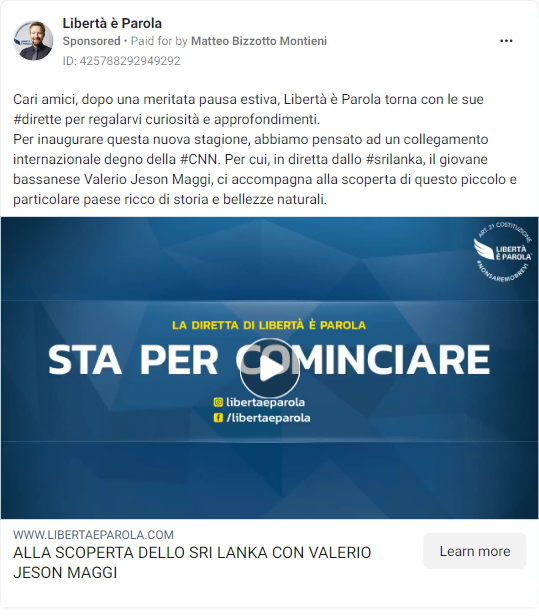 Libertà è Parola
Sponsored • Paid for by Matteo Bizzotto Montieni
ID: 425788292949292
Cari amici, dopo una meritata pausa estiva, Libertà è Parola torna con le sue
#dirette per regalarvi curiosità e approfondimenti.
Per inaugurare questa nuova stagione, abbiamo pensato ad un collegamento
internazionale degno della #CNN. Per cui, in diretta dallo #srilanka, il giovane
bassanese Valerio Jeson Maggi, ci accompagna alla scoperta di questo piccolo e
particolare paese ricco di storia e bellezze naturali.
ART. 21 COSTITUZIONE
LIBERTÀ
È PAROLA
#NONSAREMOBREVI
LA DIRETTA DI LIBERTÀ È PAROLA
STA PER COMINCIARE
libertaeparola
/libertaeparola
WWW.LIBERTAEPAROLA.COM
ALLA SCOPERTA DELLO SRI LANKA CON VALERIO
JESON MAGGI
Learn more